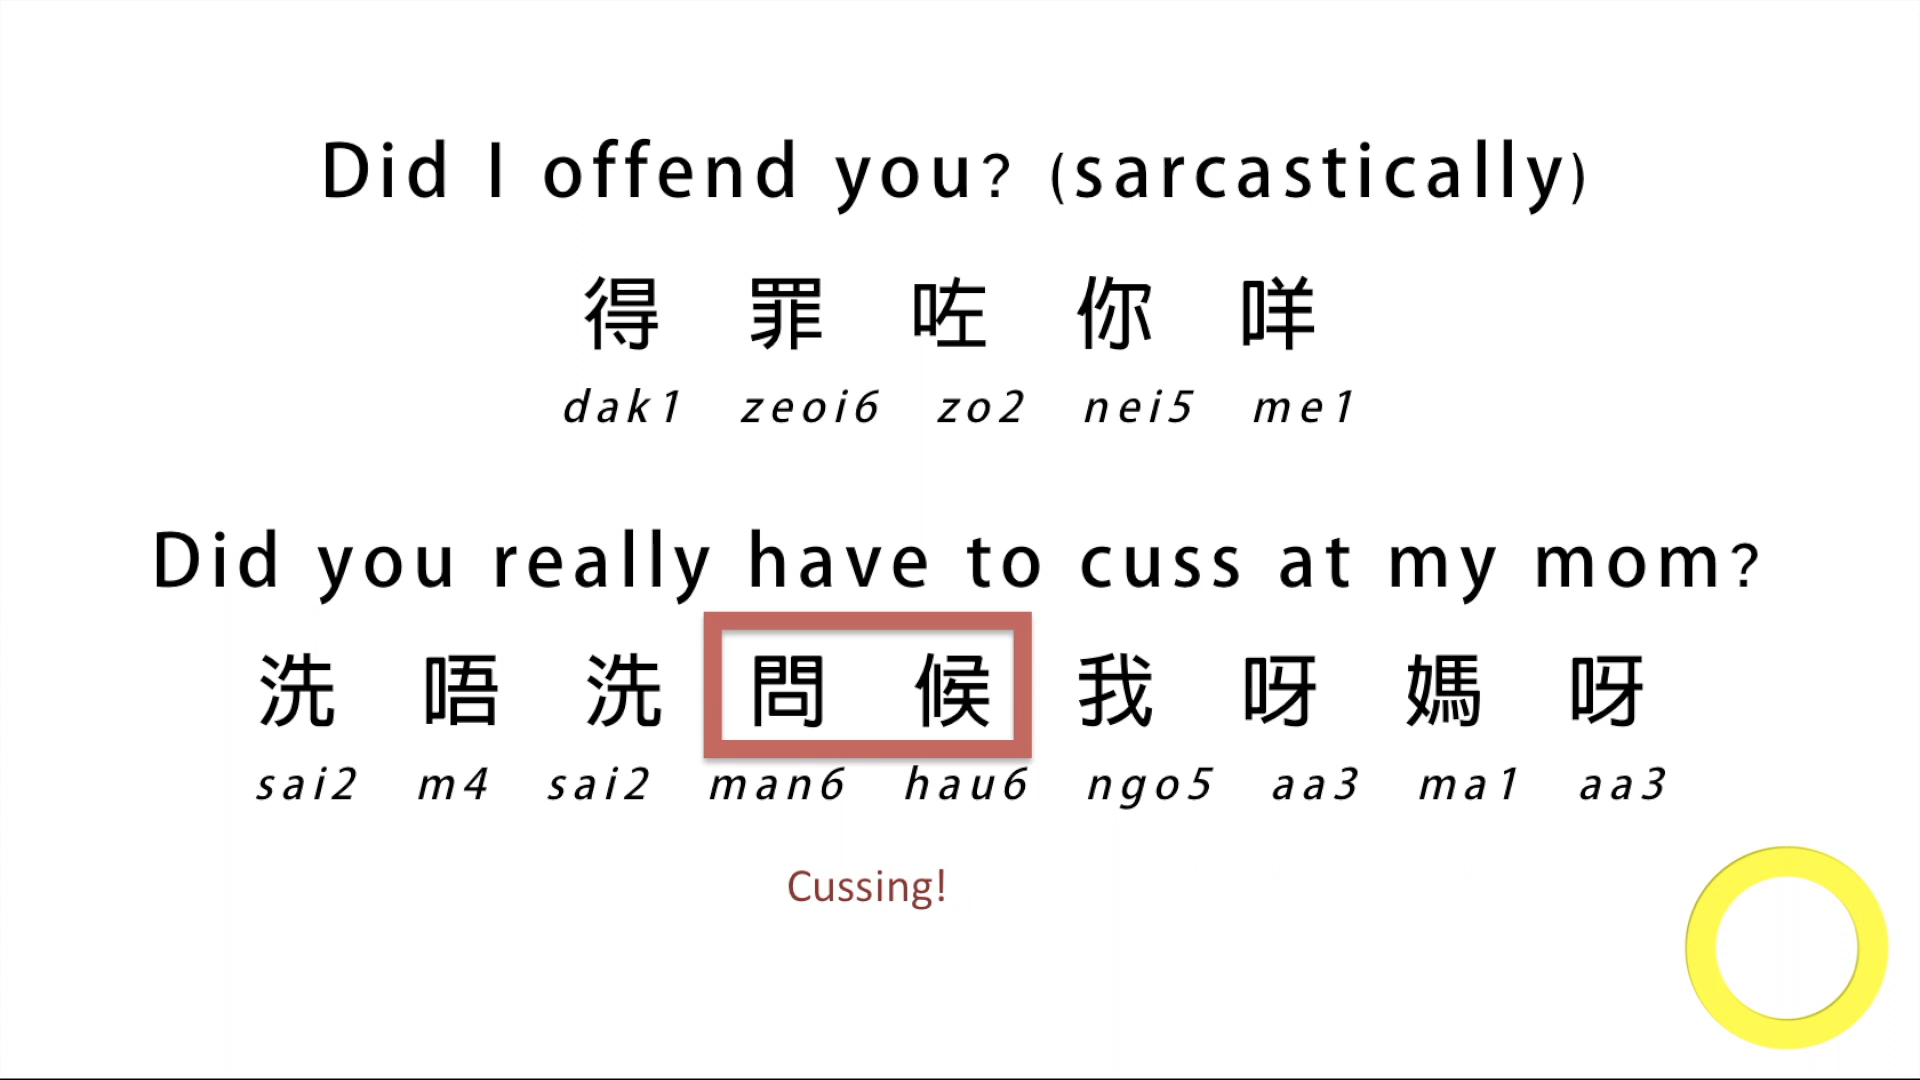 Did I offend you? (sarcastically)
得 罪 咗 你 咩
dak1 zeoi6 zo2 nei5 me1
Did you really have to cuss at my mom?
洗 唔 洗 問 候 我 呀 媽 呀
sai2 m4 sai2 man6 hau6 ngo5 aa3 ma1 aa3
Cussing!